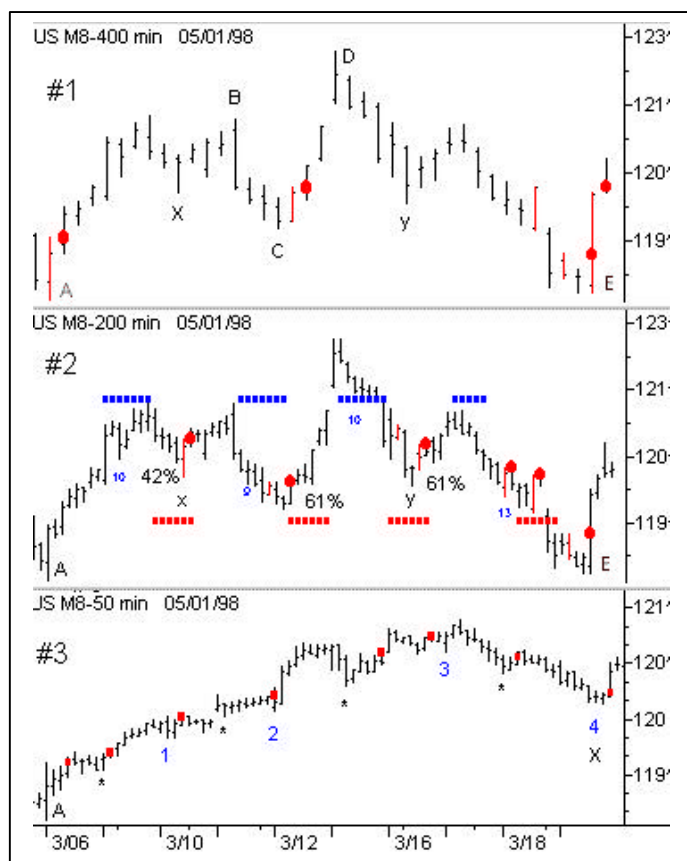 US M8-400 min 05/01/98
#1
A
X
B
C
D
y
E
123^
121^
120^
119^
US M8-200 min 05/01/98
#2
A
10
42%
x
9
61%
10
y
61%
13
E
123^
121^
120^
119^
US M8-50 min 05/01/98
#3
A
*
1
*
2
*
3
*
4
X
121^
120^
120
119^
3/06 3/10 3/12 3/16 3/18